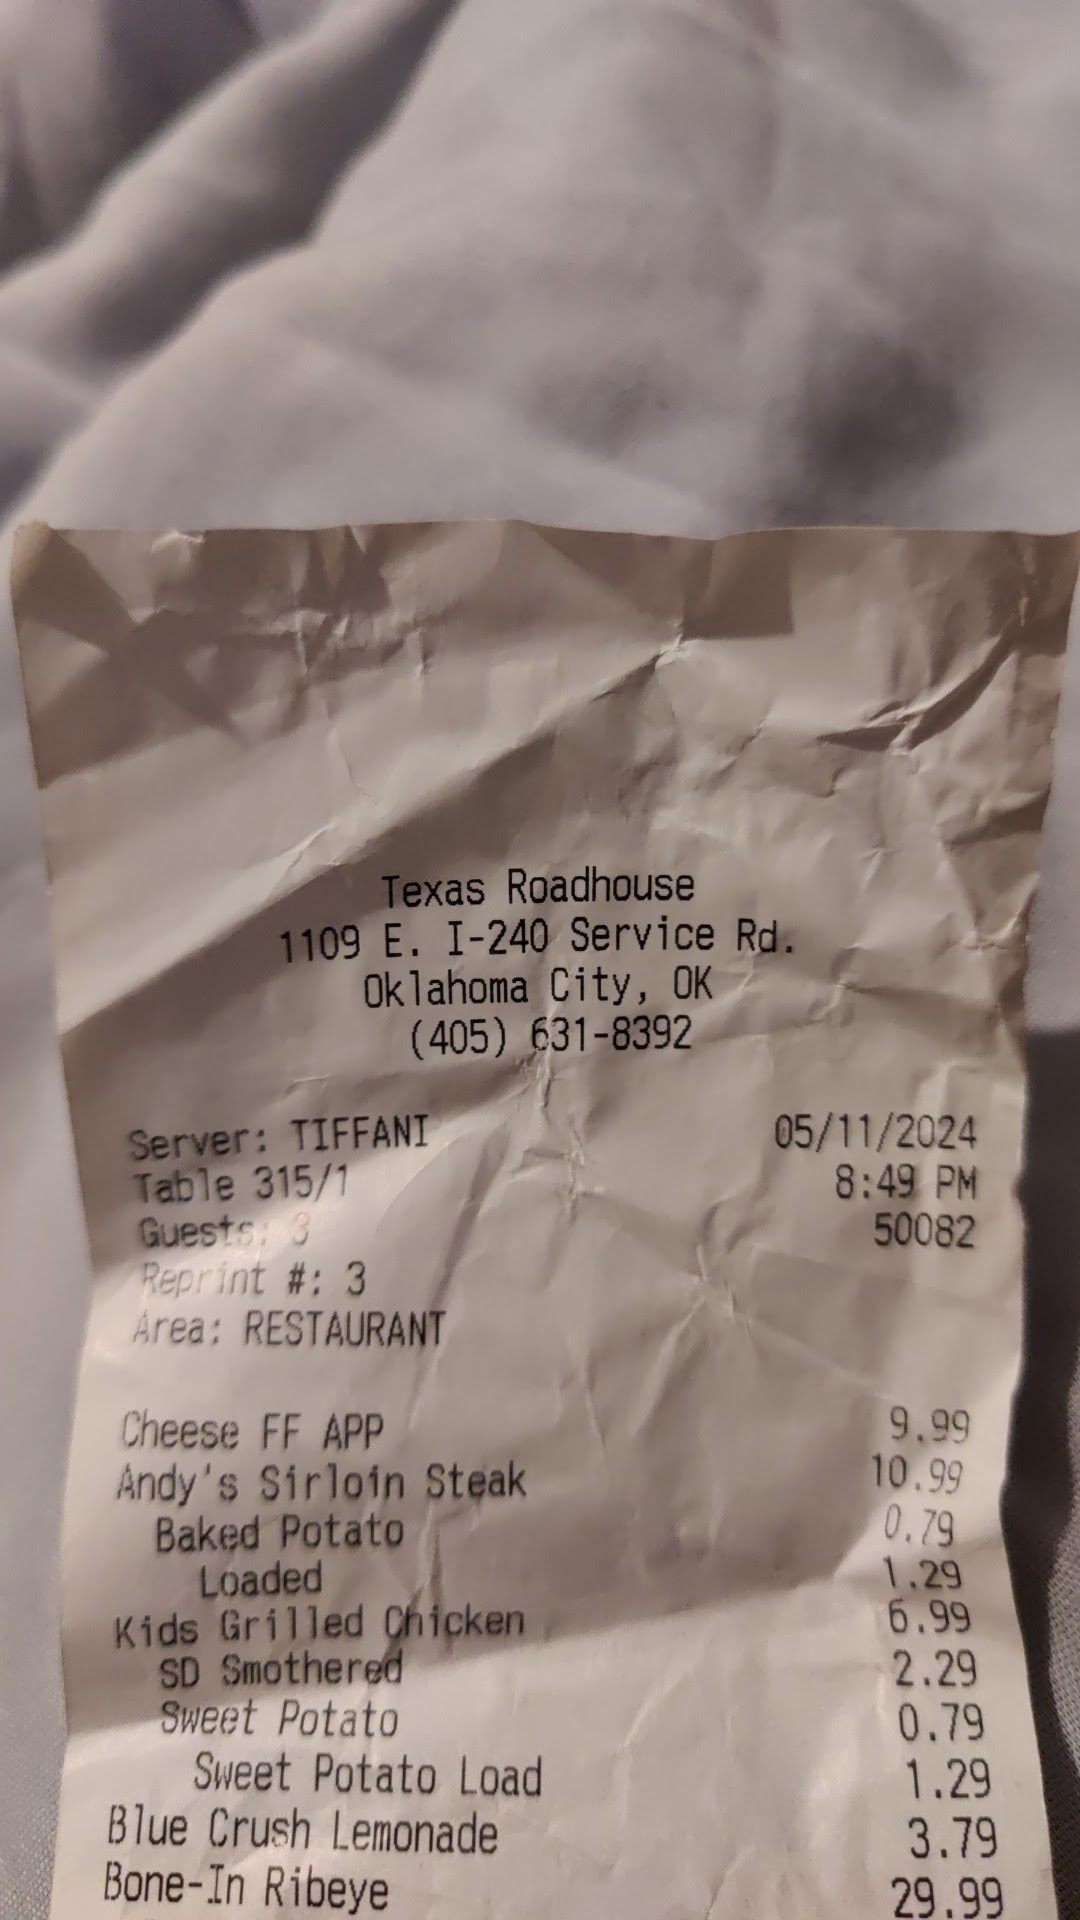 Texas Roadhouse
1109 E. I-240 Service Rd.
Oklahoma City, OK
(405) 631-8392
Server: TIFFANI 05/11/2024
Table 315/1 8:49 PM
Guests: 3 50082
Reprint #: 3
Area: RESTAURANT
Cheese FF APP 9.99
Andy's Sirloin Steak 10.99
Baked Potato 0.79
Loaded 1.29
Kids Grilled Chicken 6.99
SD Smothered 2.29
Sweet Potato 0.79
Sweet Potato Load 1.29
Blue Crush Lemonade 3.79
Bone-In Ribeye 29.99